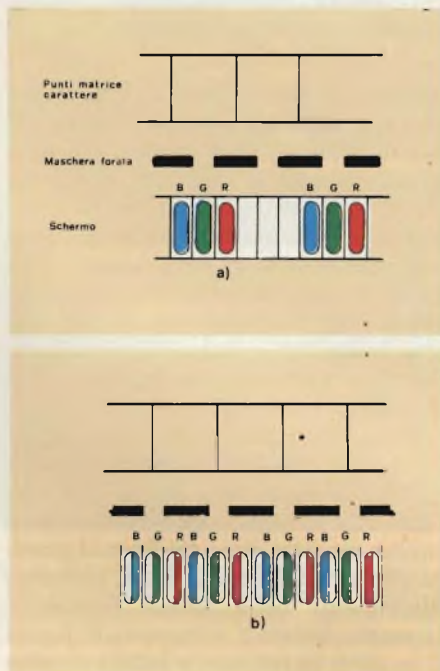 Punti matrice
carattere
Maschera forata
B G R B G R
Schermo
a)
B G R B G R B G R B G R
b)